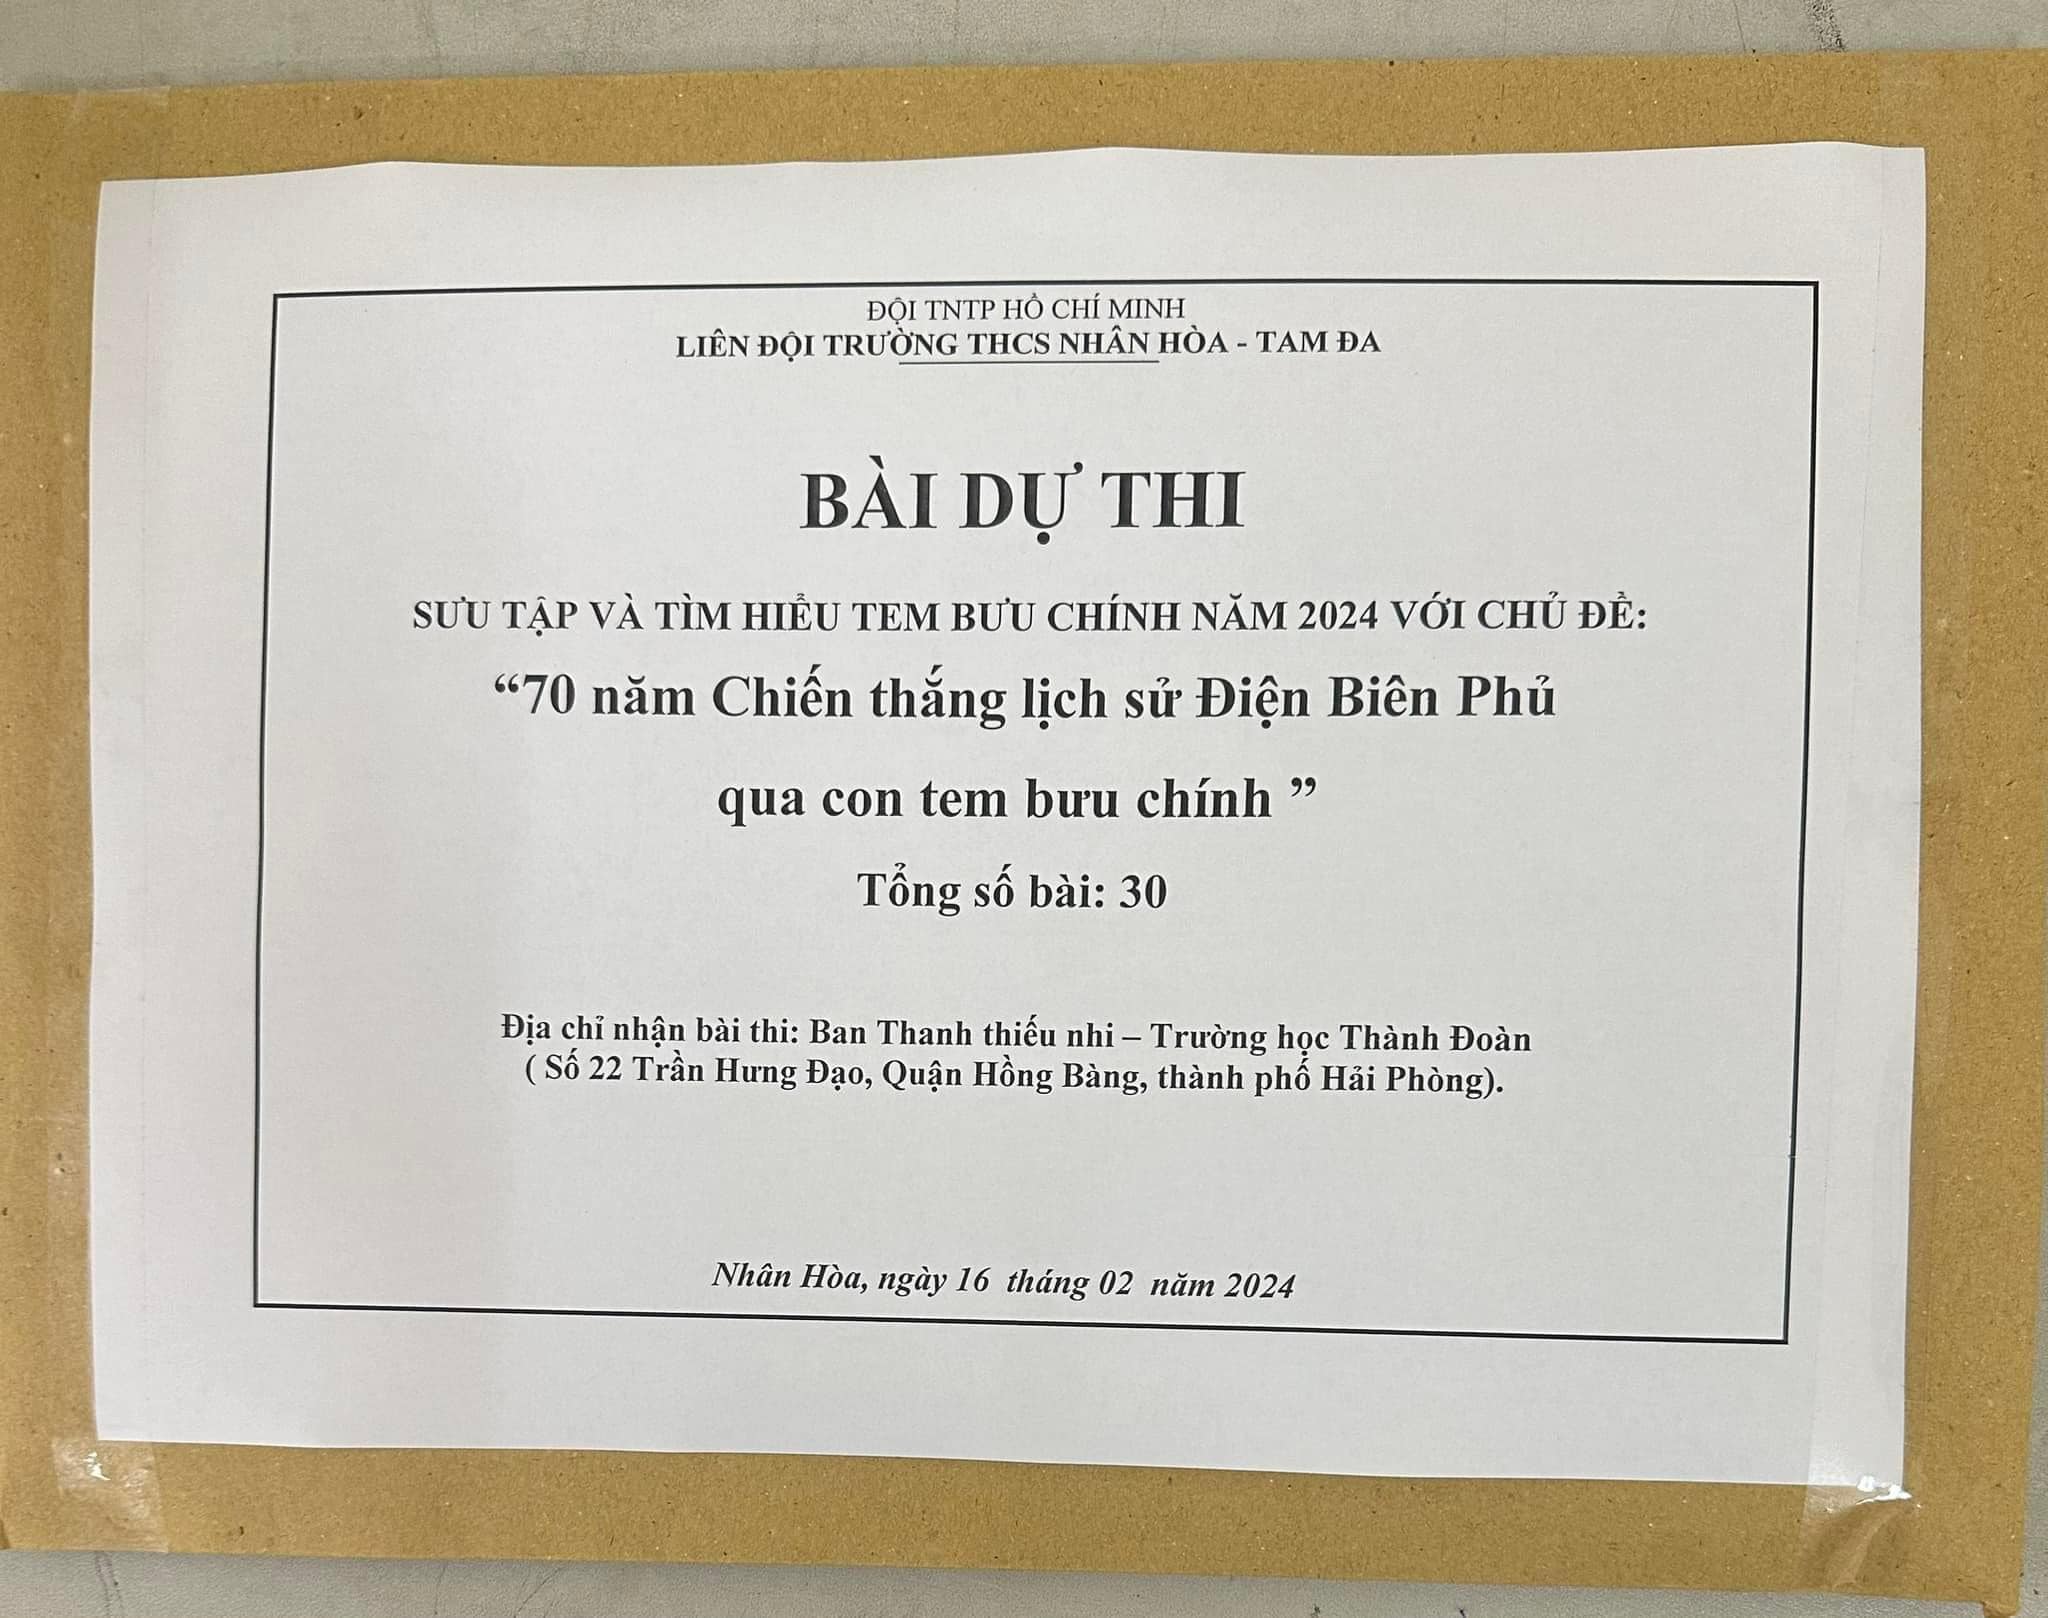 ĐỘI TNTP HỒ CHÍ MINH
LIÊN ĐỘI TRƯỜNG THCS NHÂN HÒA - TAM ĐA
BÀI DỰ THI
SƯU TẬP VÀ TÌM HIỂU TEM BƯU CHÍNH NĂM 2024 VỚI CHỦ ĐỀ:
“70 năm Chiến thắng lịch sử Điện Biên Phủ
qua con tem bưu chính ”
Tổng số bài: 30
Địa chỉ nhận bài thi: Ban Thanh thiếu nhi – Trường học Thành Đoàn
( Số 22 Trần Hưng Đạo, Quận Hồng Bàng, thành phố Hải Phòng).
Nhân Hòa, ngày 16 tháng 02 năm 2024